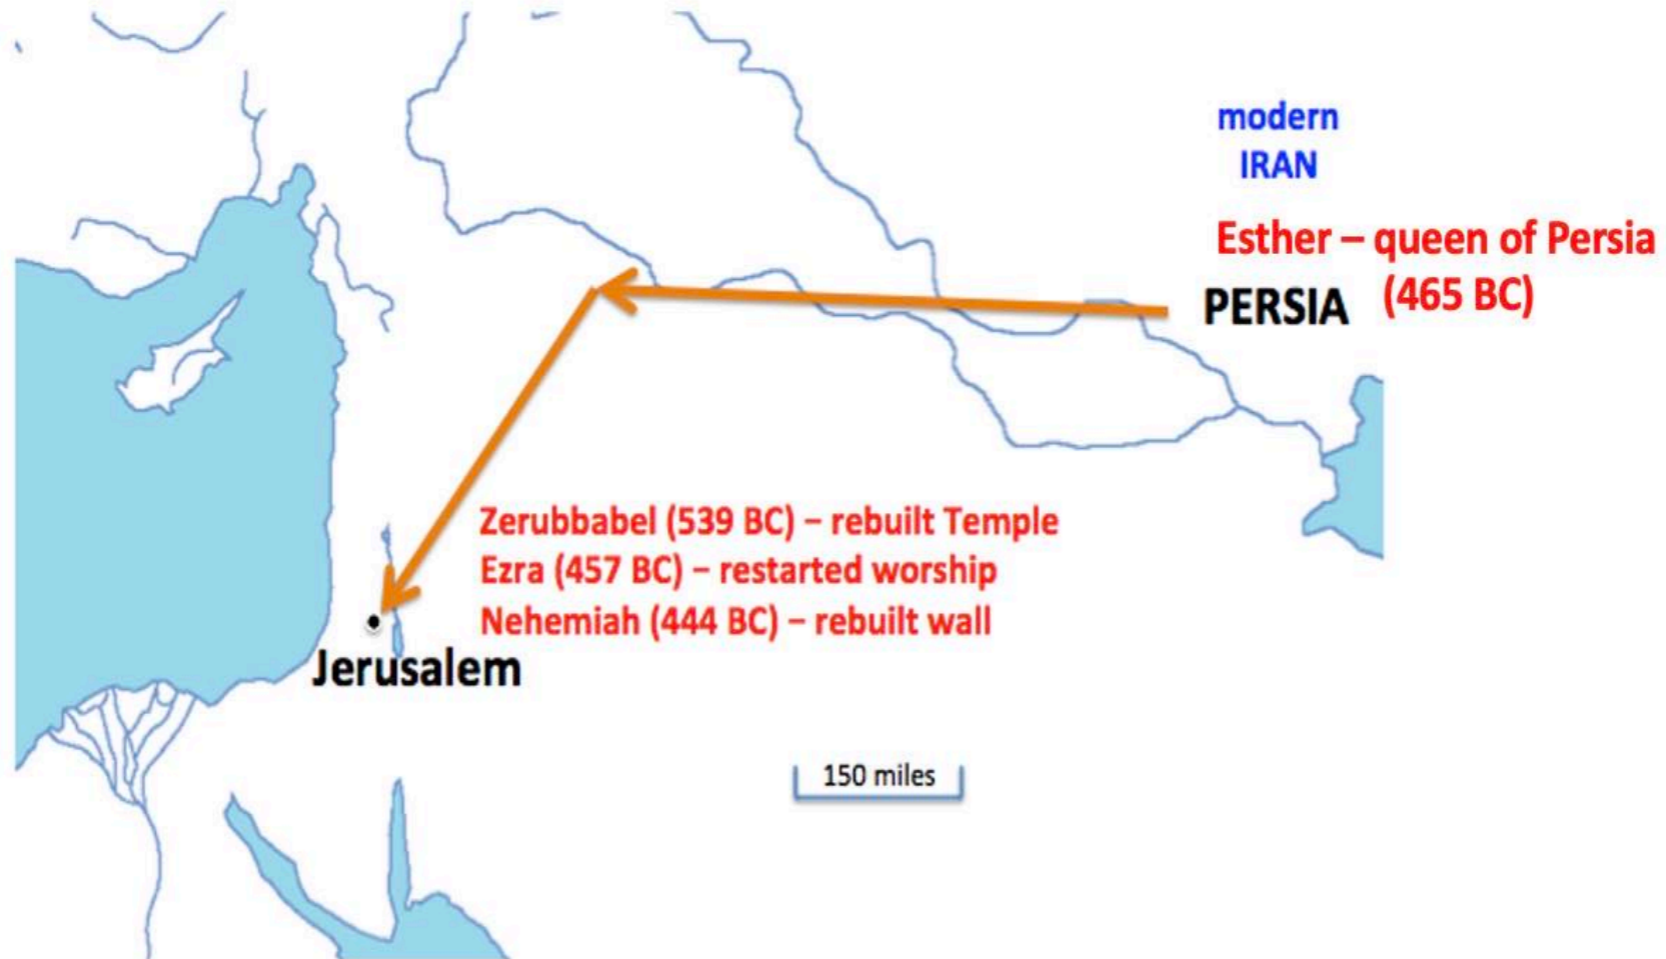 modern
IRAN
Esther – queen of Persia
(465 BC)
PERSIA
Zerubbabel (539 BC) – rebuilt Temple
Ezra (457 BC) – restarted worship
Nehemiah (444 BC) – rebuilt wall
Jerusalem
150 miles